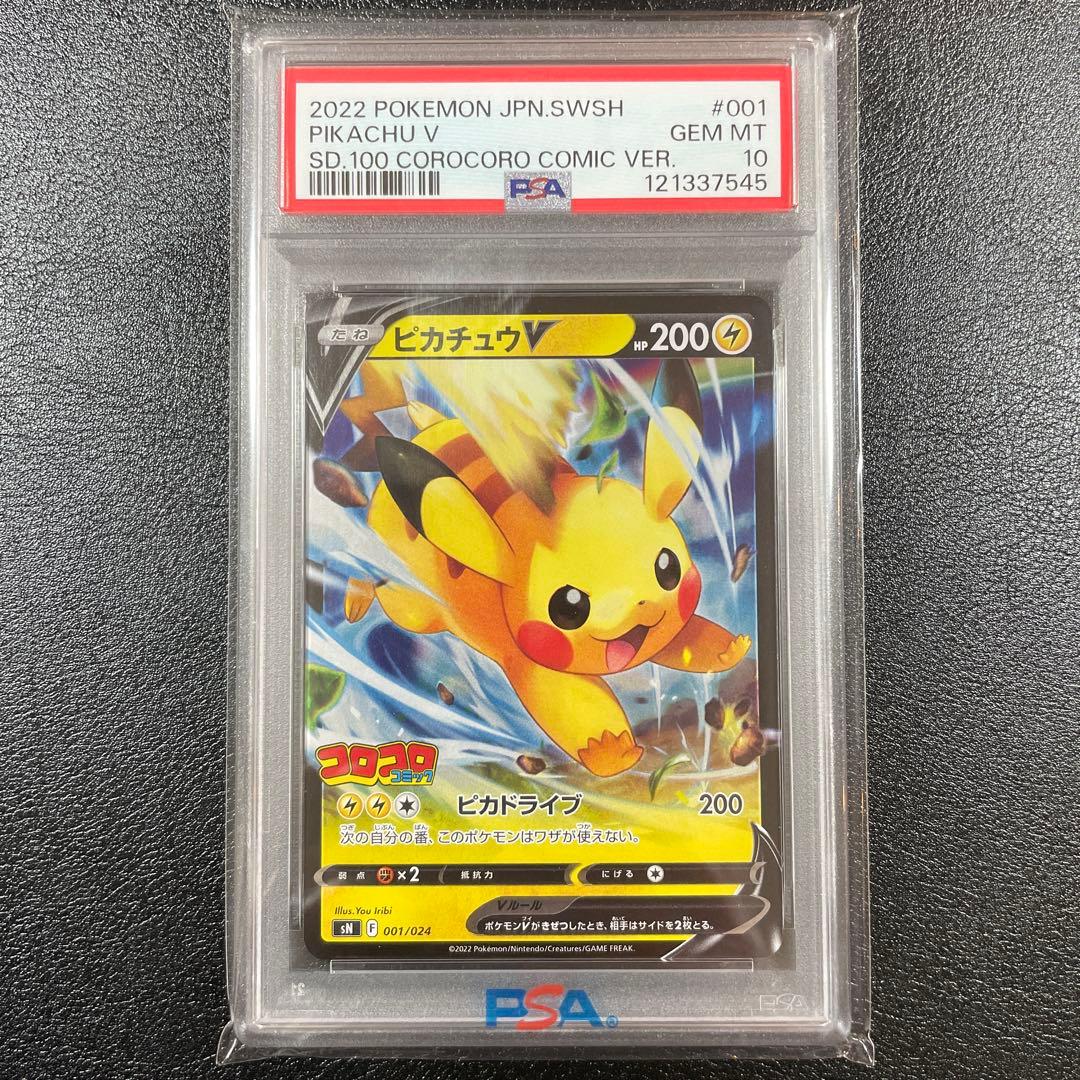 2022 POKEMON JPN.SWSH #001
PIKACHU V GEM MT
SD.100 COROCORO COMIC VER. 10
PSA 121337545
たね ピカチュウV HP 200
コロコロ
コミック
ピカドライブ 200
次の自分の番、このポケモンはワザが使えない。
弱点 ×2 抵抗力 にげる
Vルール
ポケモンVがきぜつしたとき、相手はサイドを2枚とる。
Illus. You Iribi
sN F 001/024
©2022 Pokémon/Nintendo/Creatures/GAME FREAK.
PSA®